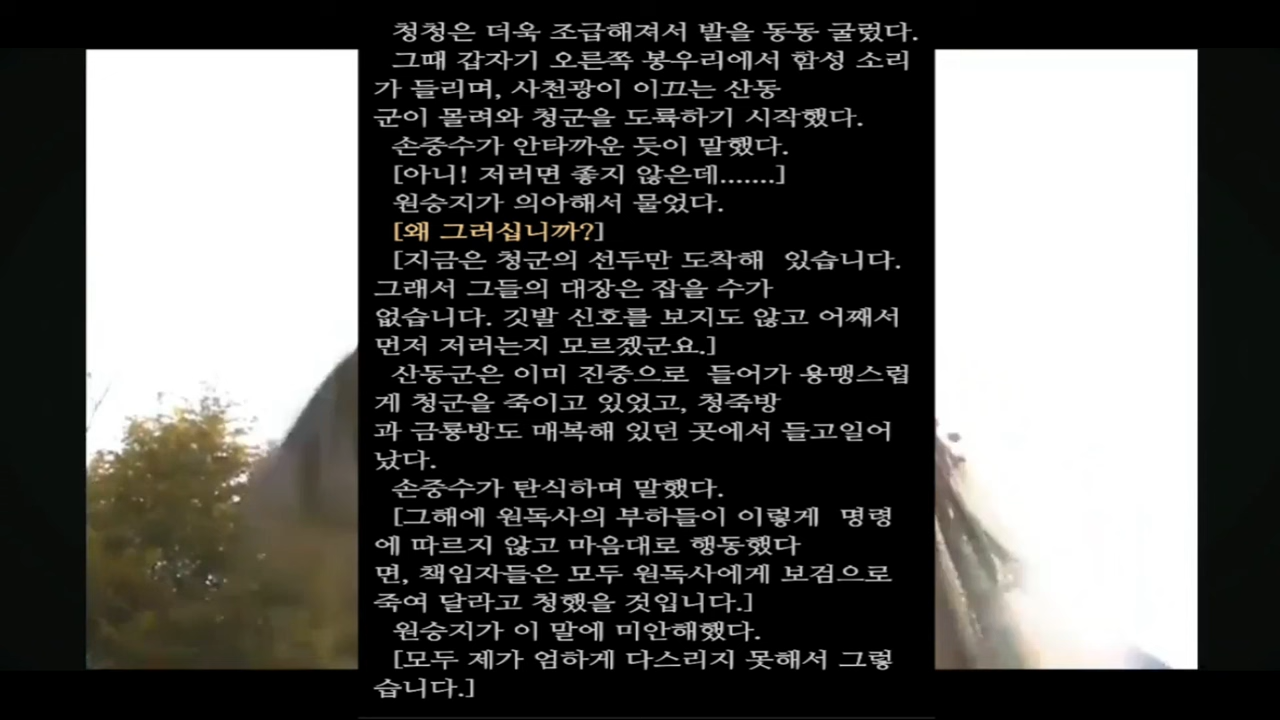 청청은 더욱 조급해져서 발을 동동 굴렀다.
그때 갑자기 오른쪽 봉우리에서 함성 소리
가 들리며, 사천광이 이끄는 산동
군이 몰려와 청군을 도륙하기 시작했다.
손중수가 안타까운 듯이 말했다.
[아니! 저러면 좋지 않은데.......]
원승지가 의아해서 물었다.
[왜 그러십니까?]
[지금은 청군의 선두만 도착해 있습니다.
그래서 그들의 대장은 잡을 수가
없습니다. 깃발 신호를 보지도 않고 어째서
먼저 저러는지 모르겠군요.]
산동군은 이미 진중으로 들어가 용맹스럽
게 청군을 죽이고 있었고, 청죽방
과 금룡방도 매복해 있던 곳에서 들고일어
났다.
손중수가 탄식하며 말했다.
[그해에 원독사의 부하들이 이렇게 명령
에 따르지 않고 마음대로 행동했다
면, 책임자들은 모두 원독사에게 보검으로
죽여 달라고 청했을 것입니다.]
원승지가 이 말에 미안해했다.
[모두 제가 엄하게 다스리지 못해서 그렇
습니다.]